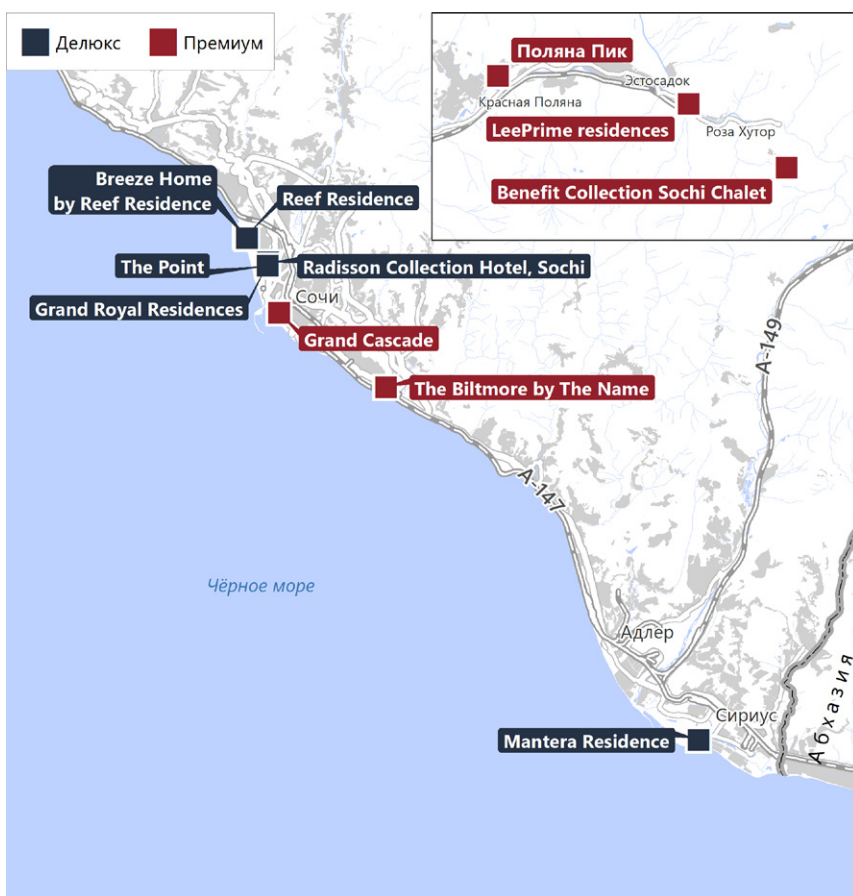 Делюкс
Премиум
Поляна Пик
Эстосадок
Красная Поляна
LeePrime residences
Роза Хутор
Benefit Collection Sochi Chalet
Breeze Home
by Reef Residence
Reef Residence
The Point
Radisson Collection Hotel, Sochi
Grand Royal Residences
Сочи
Grand Cascade
The Biltmore by The Name
А-149
А-147
Чёрное море
Адлер
Сириус
Абхазия
Mantera Residence